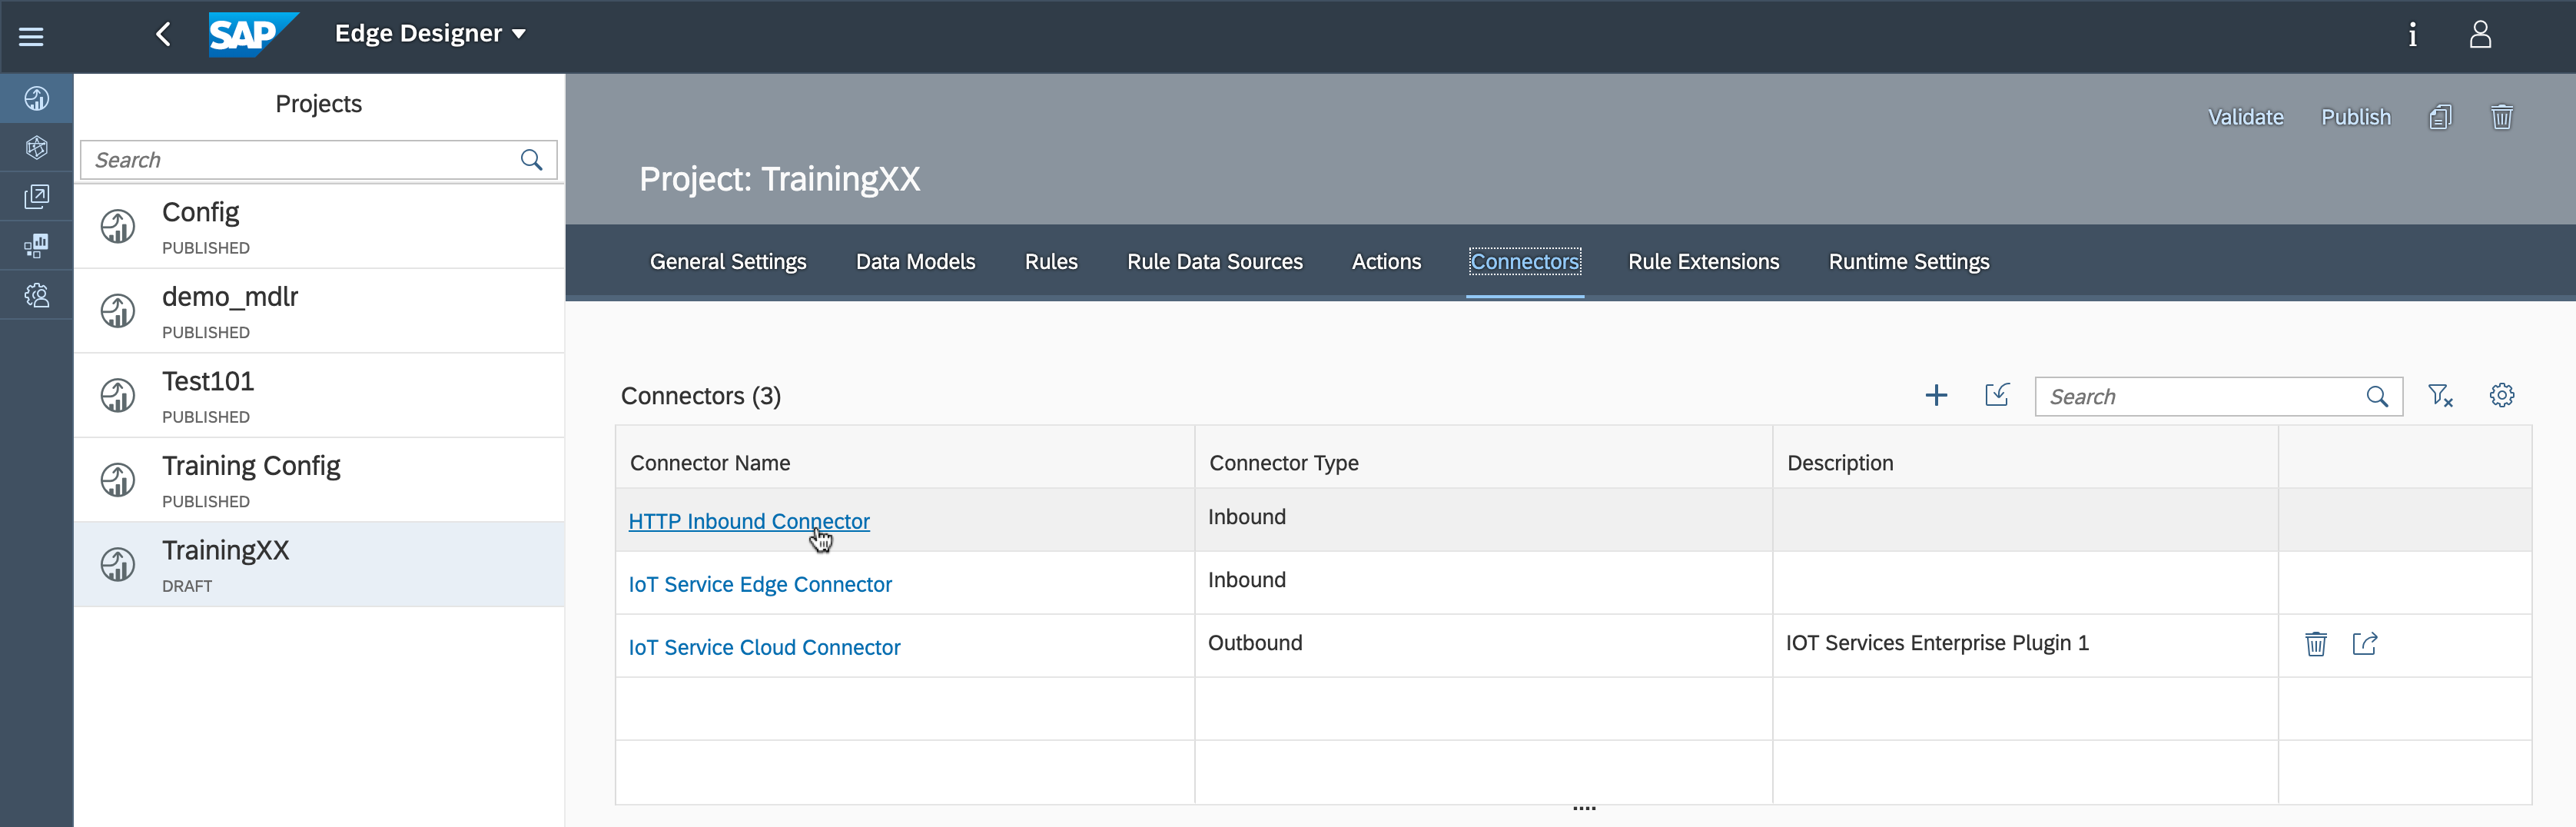 SAP Edge Designer
Projects
Search
Config
PUBLISHED
demo_mdlr
PUBLISHED
Test101
PUBLISHED
Training Config
PUBLISHED
TrainingXX
DRAFT
Validate Publish
Project: TrainingXX
General Settings Data Models Rules Rule Data Sources Actions Connectors Rule Extensions Runtime Settings
Connectors (3)
Search
Connector Name Connector Type Description
HTTP Inbound Connector Inbound
IoT Service Edge Connector Inbound
IoT Service Cloud Connector Outbound IOT Services Enterprise Plugin 1